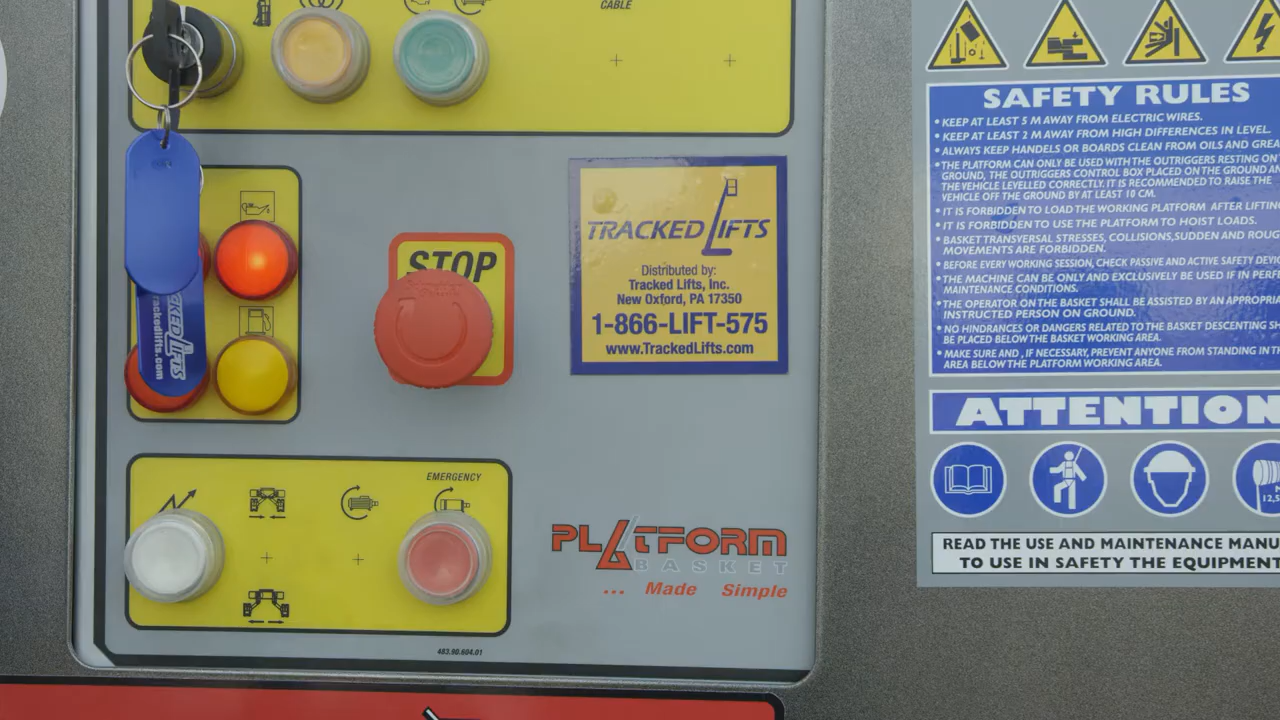 CABLE
STOP
TRACKED LIFTS
Distributed by:
Tracked Lifts, Inc.
New Oxford, PA 17350
1-866-LIFT-575
www.TrackedLifts.com
EMERGENCY
PLATFORM
BASKET
... Made Simple
483.90.604.01
SAFETY RULES
• KEEP AT LEAST 5 M AWAY FROM ELECTRIC WIRES.
• KEEP AT LEAST 2 M AWAY FROM HIGH DIFFERENCES IN LEVEL.
• ALWAYS KEEP HANDELS OR BOARDS CLEAN FROM OILS AND GREA
• THE PLATFORM CAN ONLY BE USED WITH THE OUTRIGGERS RESTING ON
GROUND, THE OUTRIGGERS CONTROL BOX PLACED ON THE GROUND AN
THE VEHICLE LEVELLED CORRECTLY. IT IS RECOMMENDED TO RAISE THE
VEHICLE OFF THE GROUND BY AT LEAST 10 CM.
• IT IS FORBIDDEN TO LOAD THE WORKING PLATFORM AFTER LIFTING
• IT IS FORBIDDEN TO USE THE PLATFORM TO HOIST LOADS.
• BASKET TRANSVERSAL STRESSES, COLLISIONS,SUDDEN AND ROUG
MOVEMENTS ARE FORBIDDEN.
• BEFORE EVERY WORKING SESSION, CHECK PASSIVE AND ACTIVE SAFETY DEVIC
• THE MACHINE CAN BE ONLY AND EXCLUSIVELY BE USED IF IN PERFE
MAINTENANCE CONDITIONS.
• THE OPERATOR ON THE BASKET SHALL BE ASSISTED BY AN APPROPRIA
INSTRUCTED PERSON ON GROUND.
• NO HINDRANCES OR DANGERS RELATED TO THE BASKET DESCENTING SH
BE PLACED BELOW THE BASKET WORKING AREA.
• MAKE SURE AND , IF NECESSARY, PREVENT ANYONE FROM STANDING IN TH
AREA BELOW THE PLATFORM WORKING AREA.
ATTENTION
12,5
READ THE USE AND MAINTENANCE MANU
TO USE IN SAFETY THE EQUIPMENT
CKED LIFTS
trackedlifts.com